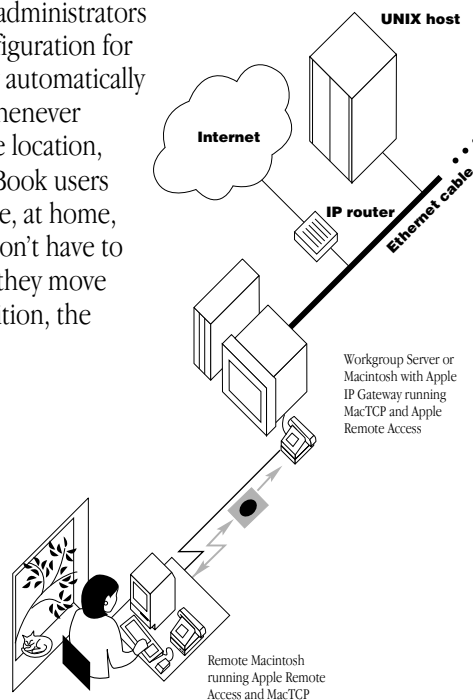 administrators
figuration for
automatically
henever
e location,
Book users
e, at home,
on't have to
they move
ition, the
UNIX host
Internet
IP router
Ethernet cable
Workgroup Server or
Macintosh with Apple
IP Gateway running
MacTCP and Apple
Remote Access
Remote Macintosh
running Apple Remote
Access and MacTCP